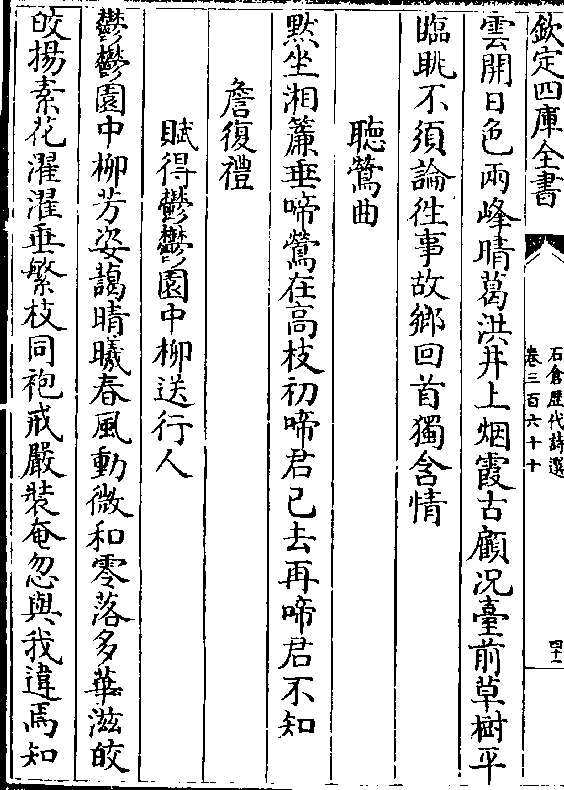 欽定四庫全書
石倉歴代詩選
卷三百六十十
四十一
雲開日色兩峰晴葛洪井上烟霞古顧况臺前草樹平
臨眺不須論徃事故鄉回首獨含情
聽鶯曲
黙坐湘簾垂啼鶯在高枝初啼君已去再啼君不知
詹復禮
賦得鬱鬱園中柳送行人
鬱鬱園中柳芳姿藹晴曦春風動微和零落多華滋皎
皎揚素花濯濯垂繁枝同袍戒嚴裝奄忽與我違焉知